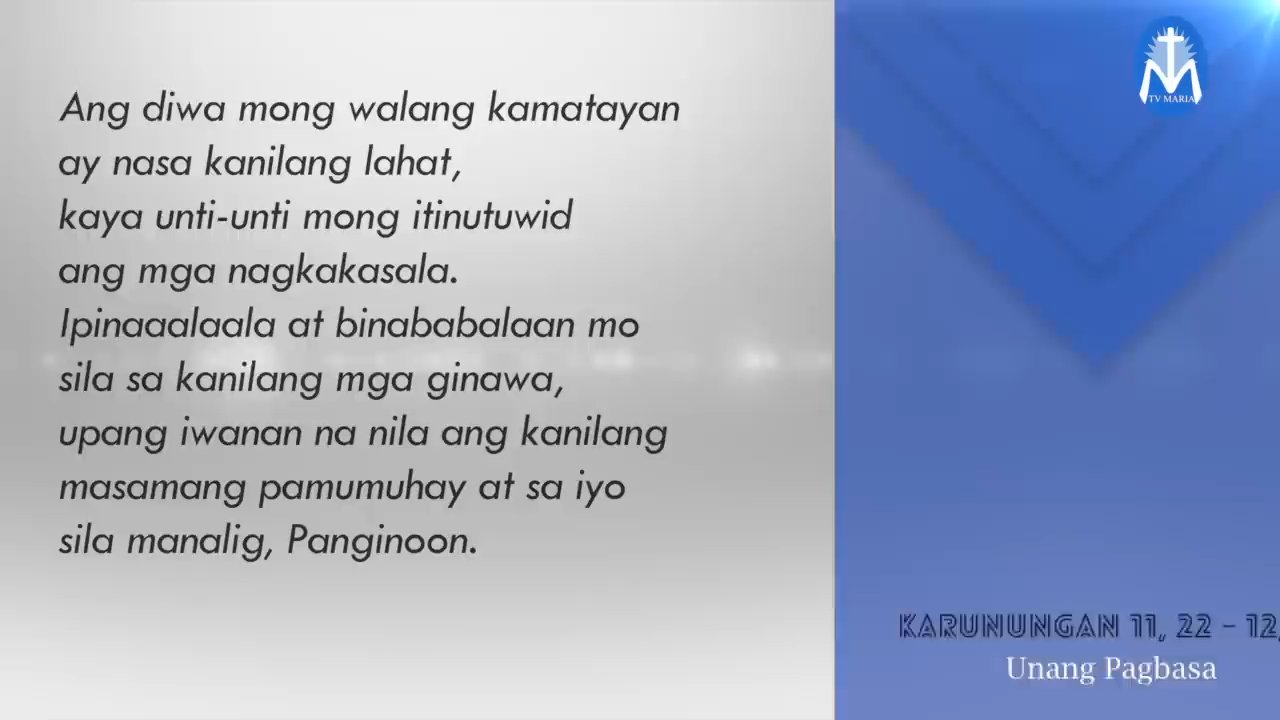 Ang diwa mong walang kamatayan
ay nasa kanilang lahat,
kaya unti-unti mong itinutuwid
ang mga nagkakasala.
Ipinaaalaala at binababalaan mo
sila sa kanilang mga ginawa,
upang iwanan na nila ang kanilang
masamang pamumuhay at sa iyo
sila manalig, Panginoon.
TV MARIA
KARUNUNGAN 11, 22 - 12,
Unang Pagbasa